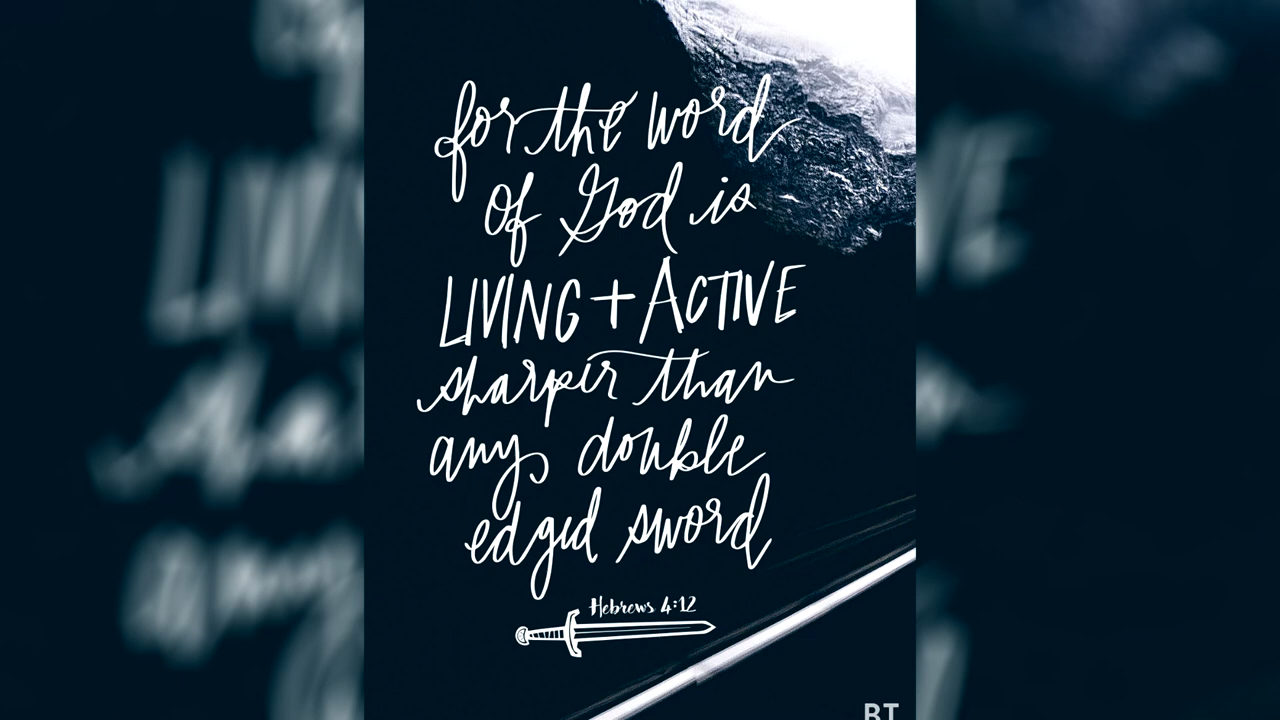 for the word
of God is
LIVING + ACTIVE
sharper than
any double
edged sword
Hebrews 4:12
BT